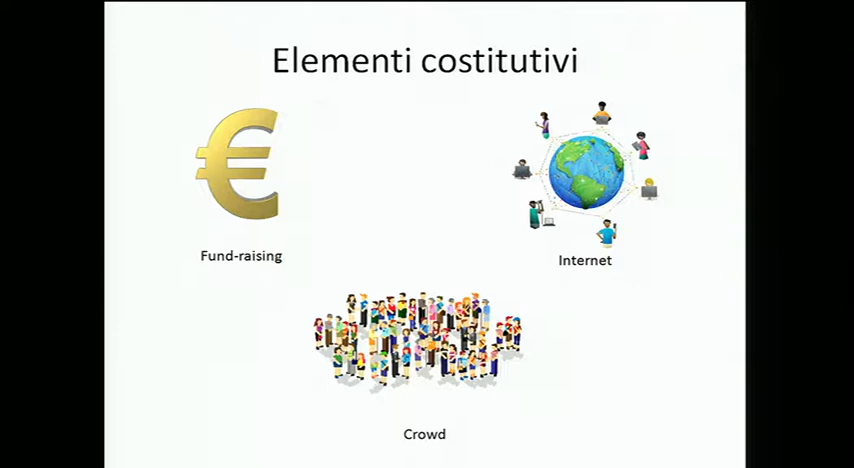 Elementi costitutivi
Fund-raising
Internet
Crowd